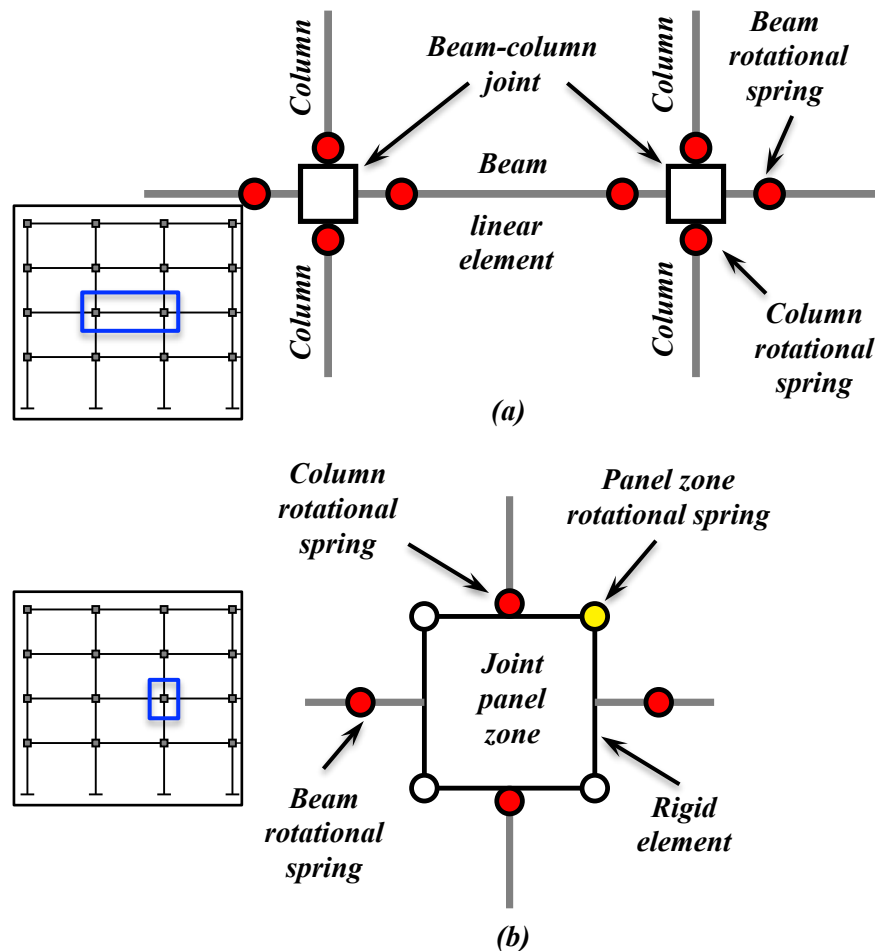 Column
Beam-column
joint
Column
Beam
rotational
spring
Beam
linear
element
Column
Column
Column
rotational
spring
(a)
Column
rotational
spring
Panel zone
rotational spring
Joint
panel
zone
Beam
rotational
spring
Rigid
element
(b)